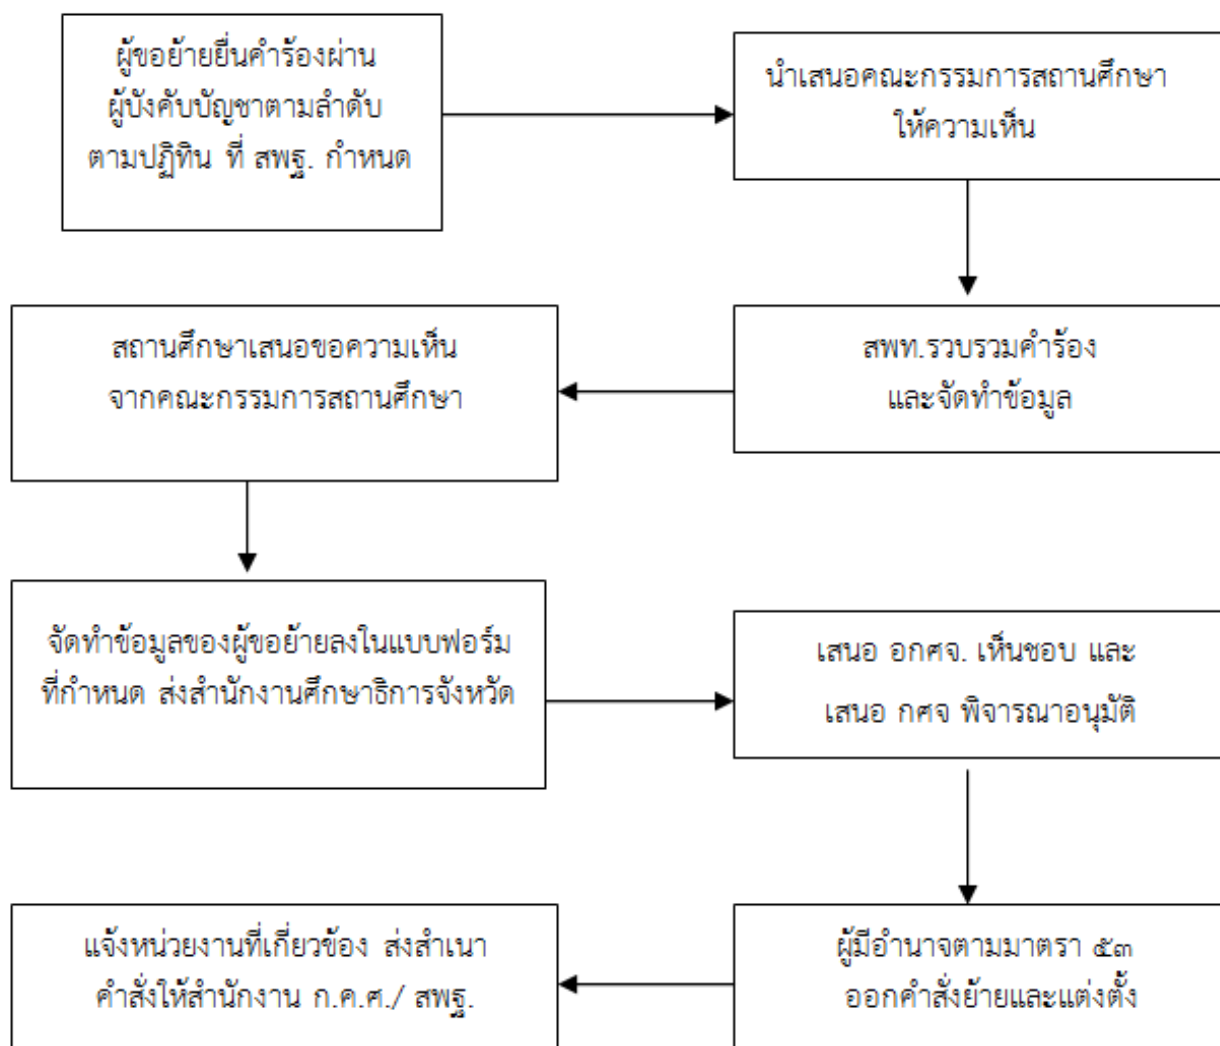 ผู้ขอย้ายยื่นคำร้องผ่าน
ผู้บังคับบัญชาตามลำดับ
ตามปฏิทิน ที่ สพฐ. กำหนด
นำเสนอคณะกรรมการสถานศึกษา
ให้ความเห็น
สพท.รวบรวมคำร้อง
และจัดทำข้อมูล
สถานศึกษาเสนอขอความเห็น
จากคณะกรรมการสถานศึกษา
จัดทำข้อมูลของผู้ขอย้ายลงในแบบฟอร์ม
ที่กำหนด ส่งสำนักงานศึกษาธิการจังหวัด
เสนอ อกศจ. เห็นชอบ และ
เสนอ กศจ พิจารณาอนุมัติ
ผู้มีอำนาจตามมาตรา ๕๓
ออกคำสั่งย้ายและแต่งตั้ง
แจ้งหน่วยงานที่เกี่ยวข้อง ส่งสำเนา
คำสั่งให้สำนักงาน ก.ค.ศ./ สพฐ.